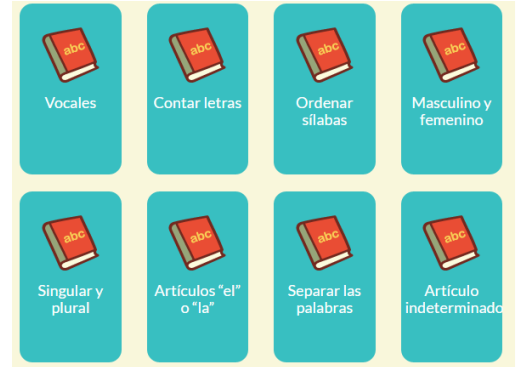 abc
abc
abc
abc
Vocales
Contar letras
Ordenar
sílabas
Masculino y
femenino
abc
abc
abc
abc
Singular y
plural
Artículos “el”
o “la”
Separar las
palabras
Artículo
indeterminado